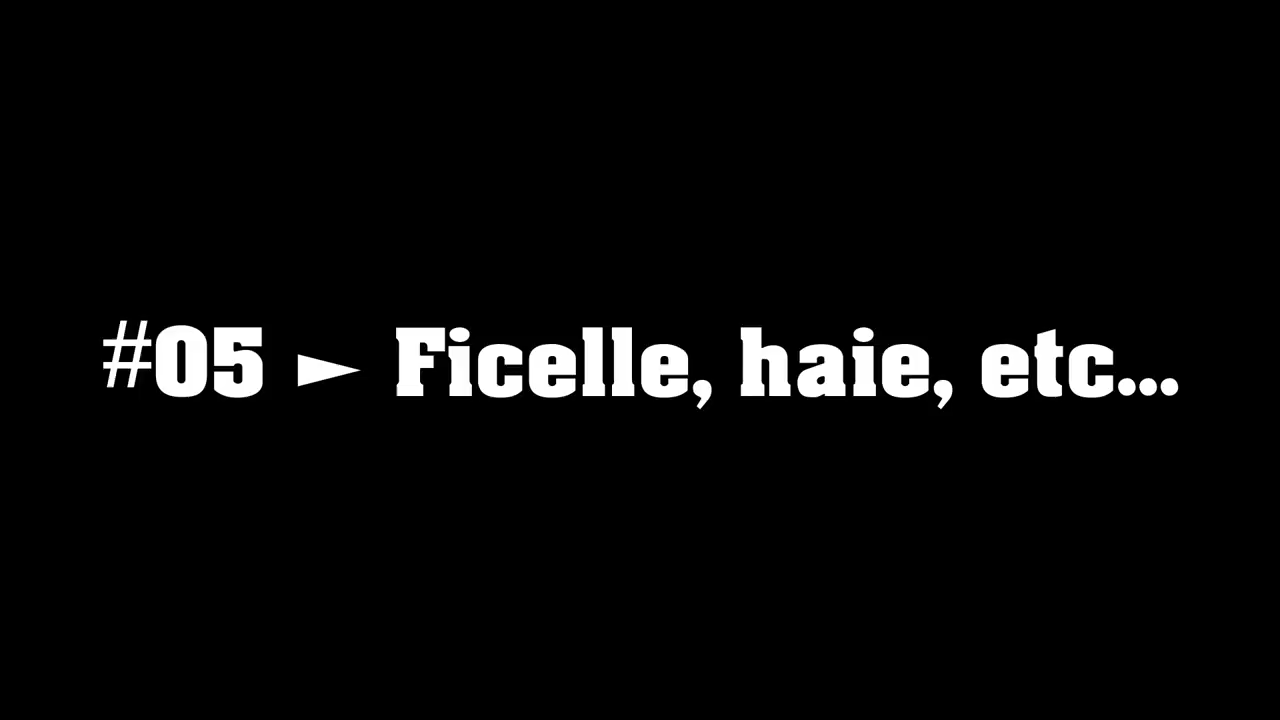 #05 ► Ficelle, haie, etc...